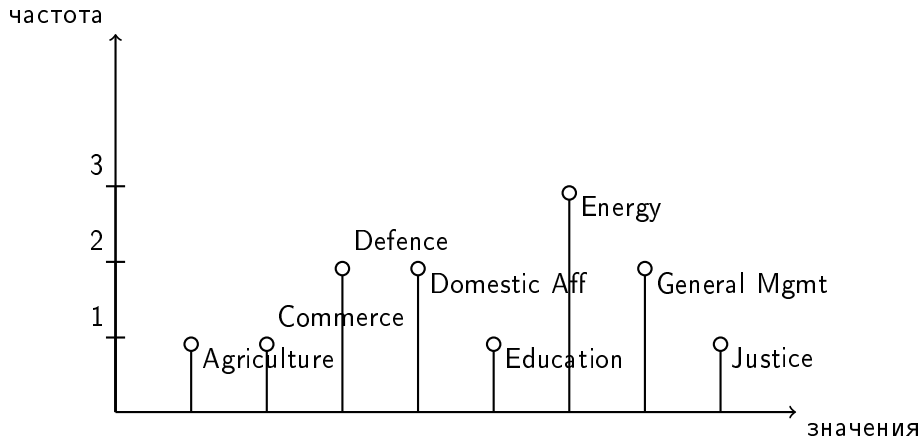 частота
3
Energy
2
Defence
Domestic Aff
General Mgmt
1
Commerce
Agriculture
Education
Justice
значения